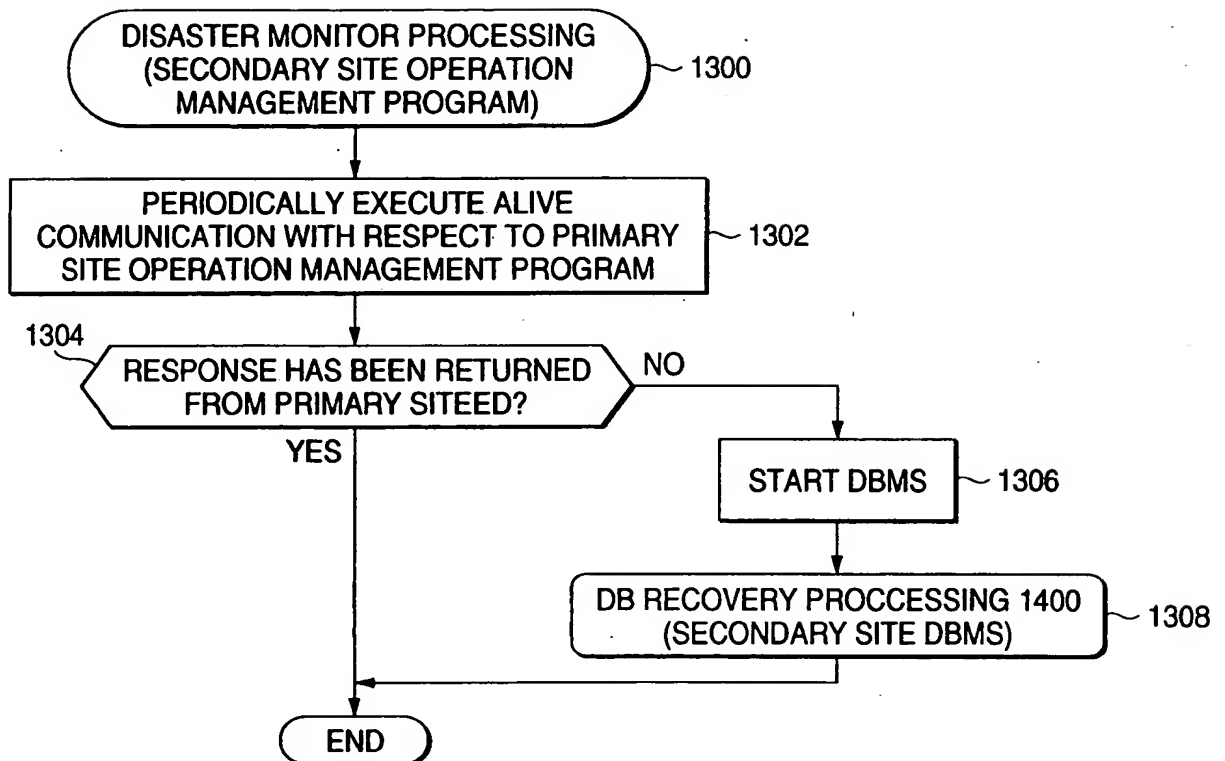 DISASTER MONITOR PROCESSING
(SECONDARY SITE OPERATION
MANAGEMENT PROGRAM)
1300
PERIODICALLY EXECUTE ALIVE
COMMUNICATION WITH RESPECT TO PRIMARY
SITE OPERATION MANAGEMENT PROGRAM
1302
1304
RESPONSE HAS BEEN RETURNED
FROM PRIMARY SITEED?
NO
YES
START DBMS
1306
DB RECOVERY PROCCESSING 1400
(SECONDARY SITE DBMS)
1308
END